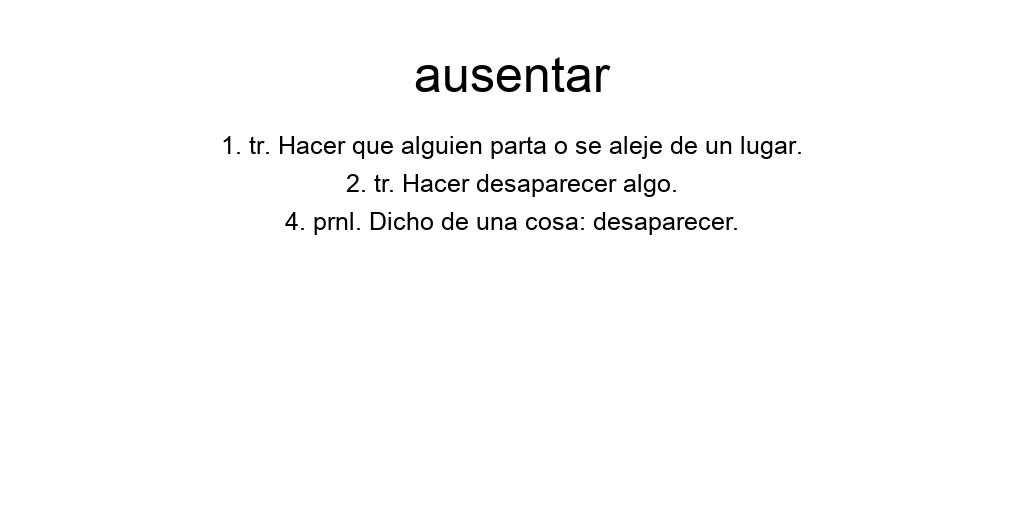 ausentar
1. tr. Hacer que alguien parta o se aleje de un lugar.
2. tr. Hacer desaparecer algo.
4. prnl. Dicho de una cosa: desaparecer.